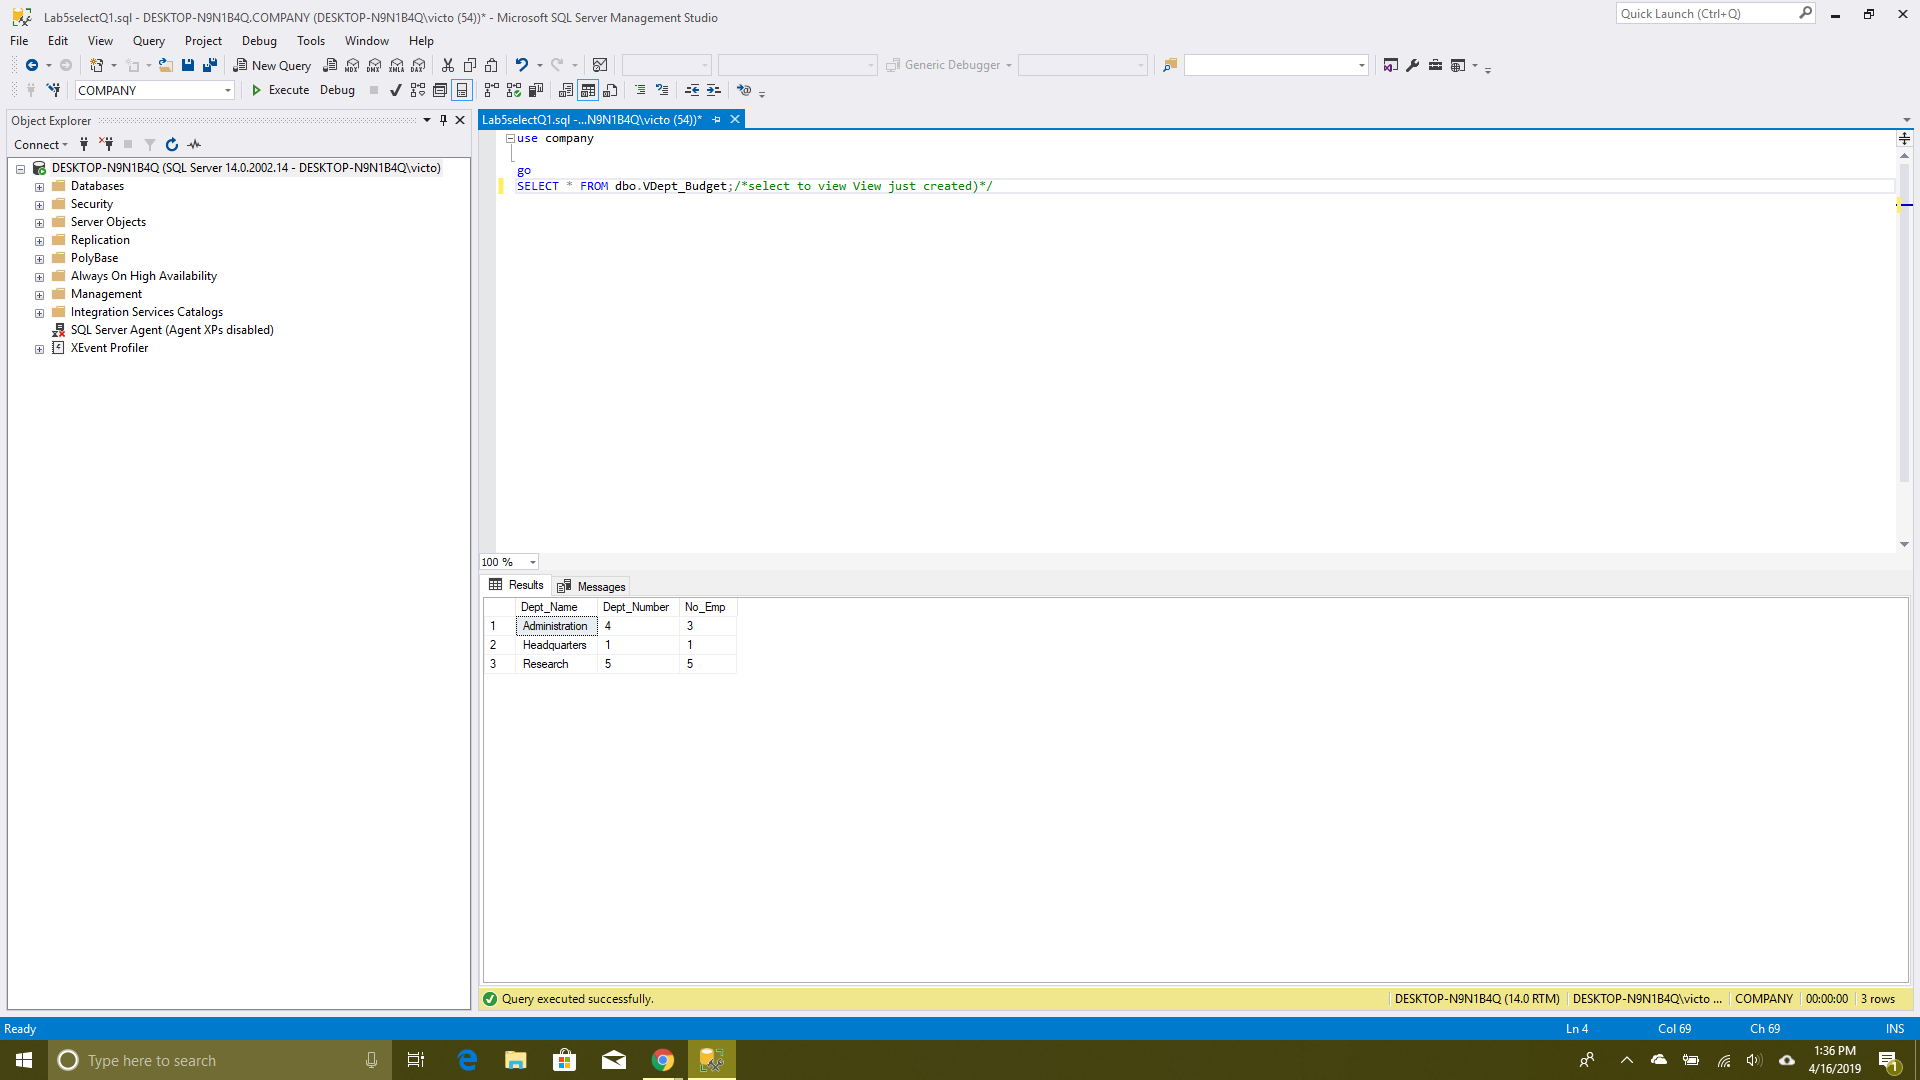 Lab5selectQ1.sql - DESKTOP-N9N1B4Q.COMPANY (DESKTOP-N9N1B4Q\victo (54))* - Microsoft SQL Server Management Studio
Quick Launch (Ctrl+Q)
File Edit View Query Project Debug Tools Window Help
New Query MDX DMX XMLA DAX Generic Debugger
COMPANY Execute Debug
Object Explorer
Lab5selectQ1.sql -...N9N1B4Q\victo (54))*
Connect
DESKTOP-N9N1B4Q (SQL Server 14.0.2002.14 - DESKTOP-N9N1B4Q\victo)
Databases
Security
Server Objects
Replication
PolyBase
Always On High Availability
Management
Integration Services Catalogs
SQL Server Agent (Agent XPs disabled)
XEvent Profiler
use company
go
SELECT * FROM dbo.VDept_Budget;/*select to view View just created)*/
100 %
Results Messages
Dept_Name Dept_Number No_Emp
1 Administration 4 3
2 Headquarters 1 1
3 Research 5 5
Query executed successfully.
DESKTOP-N9N1B4Q (14.0 RTM) DESKTOP-N9N1B4Q\victo ... COMPANY 00:00:00 3 rows
Ready Ln 4 Col 69 Ch 69 INS
Type here to search
1:36 PM
4/16/2019
1